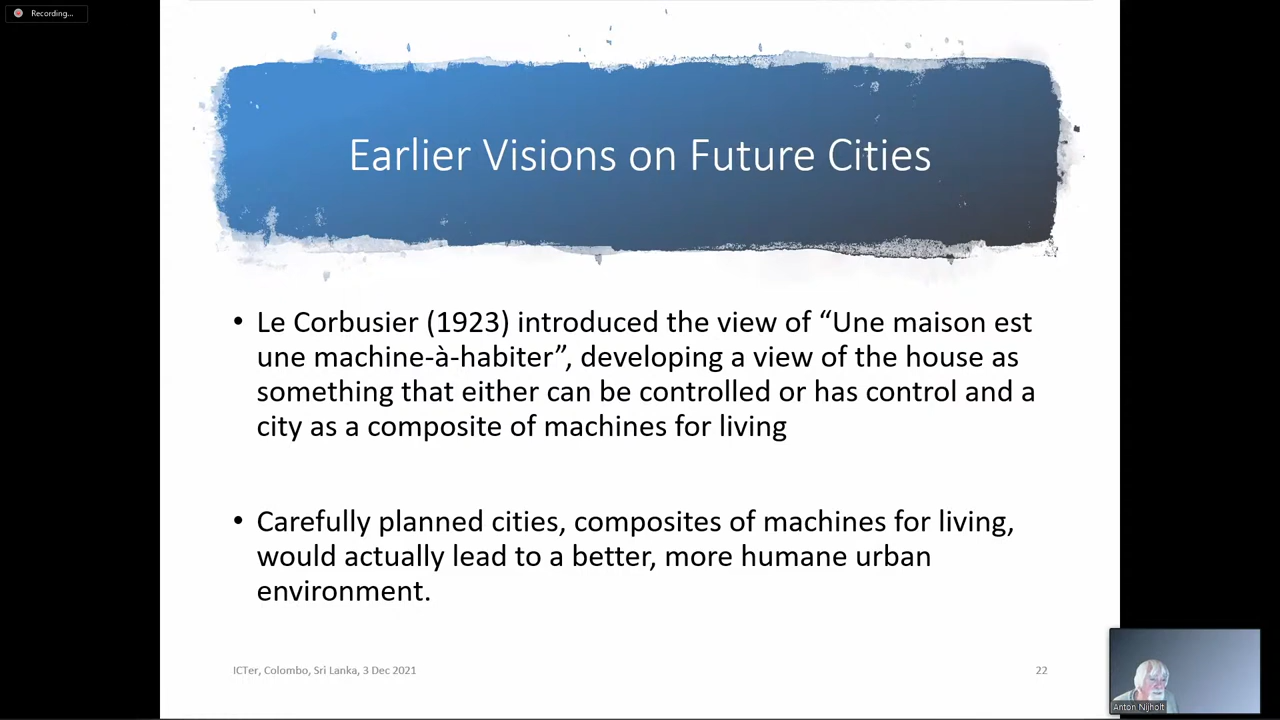 Recording...
Earlier Visions on Future Cities
• Le Corbusier (1923) introduced the view of “Une maison est
une machine-à-habiter”, developing a view of the house as
something that either can be controlled or has control and a
city as a composite of machines for living
• Carefully planned cities, composites of machines for living,
would actually lead to a better, more humane urban
environment.
ICTer, Colombo, Sri Lanka, 3 Dec 2021
22
Anton Nijholt